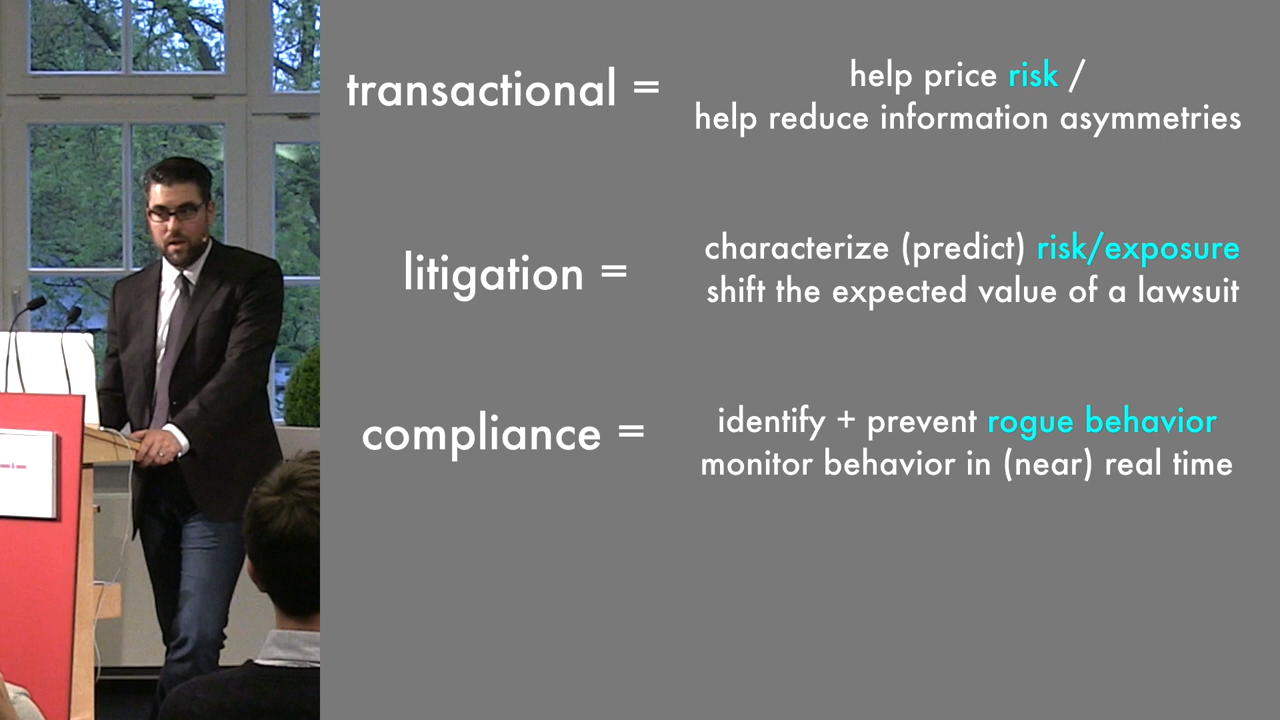 transactional =
help price risk /
help reduce information asymmetries
litigation =
characterize (predict) risk/exposure
shift the expected value of a lawsuit
compliance =
identify + prevent rogue behavior
monitor behavior in (near) real time